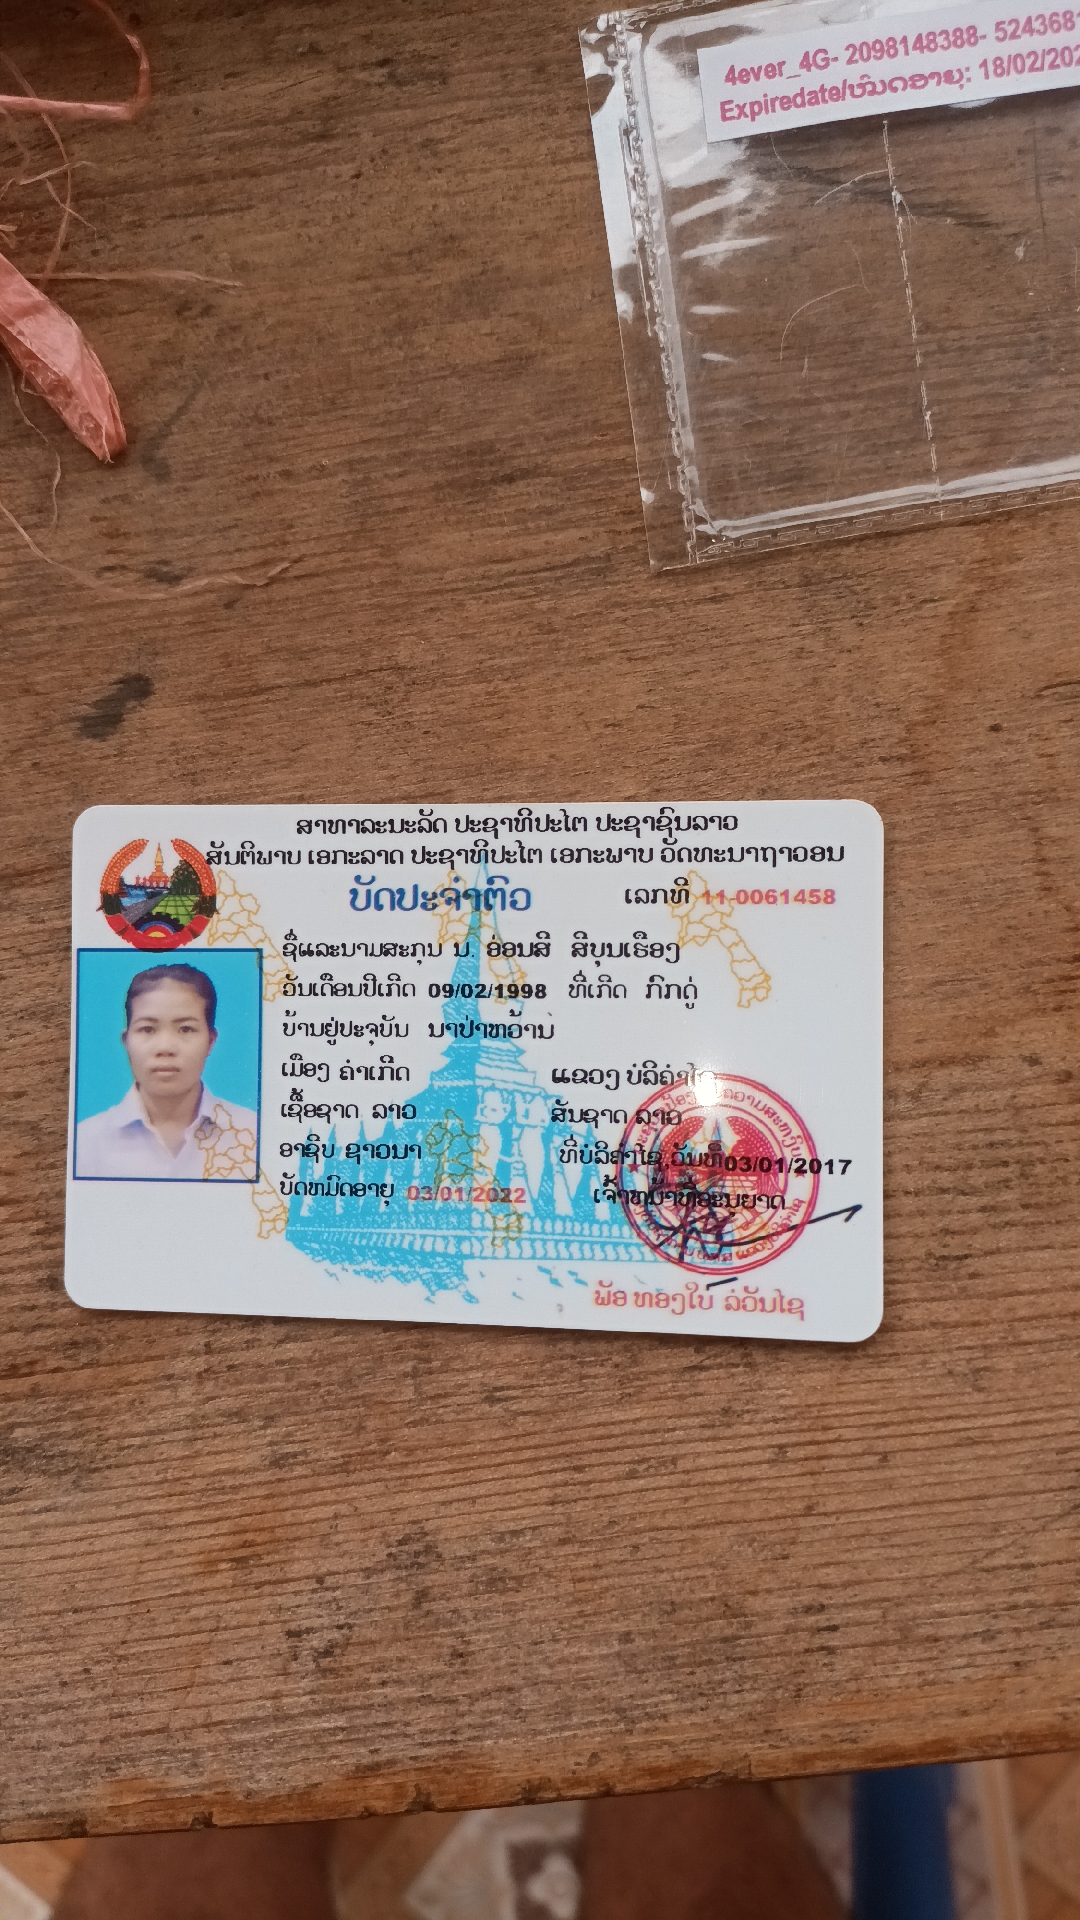 4ever_4G- 2098148388- 524368
Expiredate/ຫົມດອາຍຸ: 18/02/202
ສາທາລະນະລັດ ປະຊາທິປະໄຕ ປະຊາຊົນລາວ
ສັນຕິພາບ ເອກະລາດ ປະຊາທິປະໄຕ ເອກະພາບ ວັດທະນາຖາວອນ
ບັດປະຈຳຕົວ ເລກທີ 11-0061458
ຊື່ແລະນາມສະກຸນ ນ. ອ່ອນສີ ສີບຸນເຮືອງ
ວັນເດືອນປີເກີດ 09/02/1998 ທີ່ເກີດ ກົກດູ່
ບ້ານຢູ່ປະຈຸບັນ ນາປ່າຫວ້ານ
ເມືອງ ຄຳເກີດ ແຂວງ ບໍລິຄຳໄຊ
ເຊື້ອຊາດ ລາວ ສັນຊາດ ລາວ
ອາຊີບ ຊາວນາ ທີ່ບໍລິຄຳໄຊ, ວັນທີ 03/01/2017
ບັດຫມົດອາຍຸ 03/01/2022 ເຈົ້າຫນ້າທີ່ອະນຸຍາດ
ພັອ ທອງໃບ ລໍວັນໄຊ